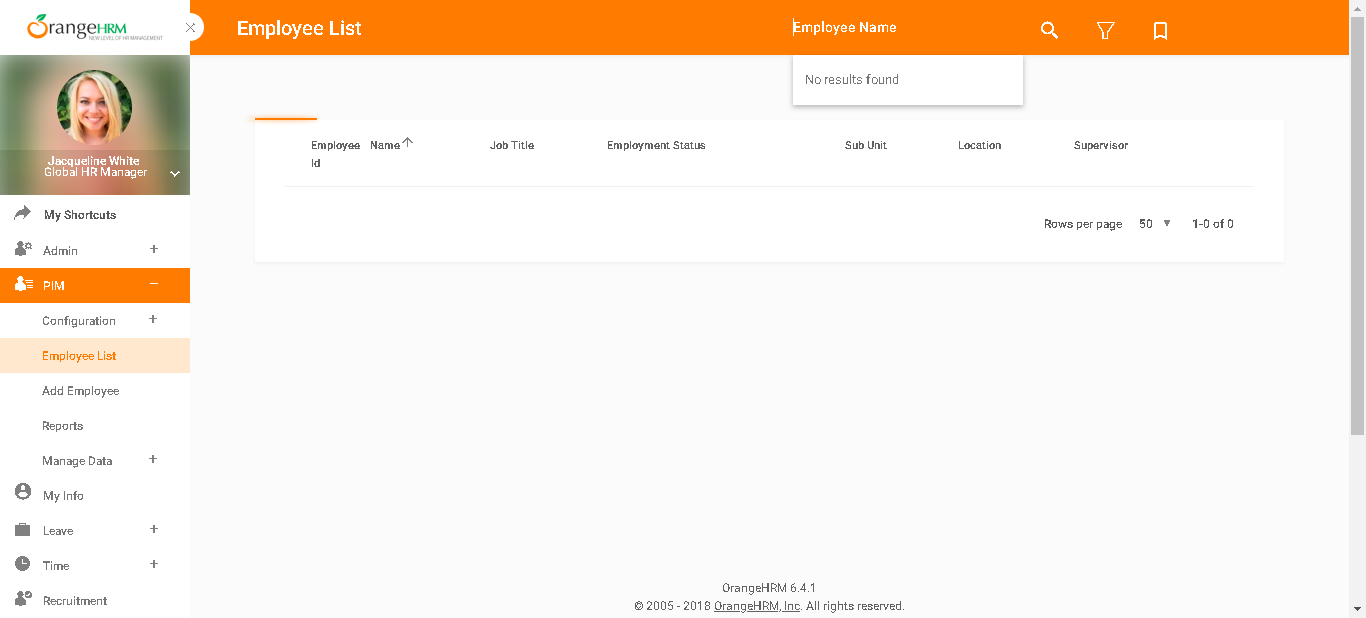 OrangeHRM
NEW LEVEL OF HR MANAGEMENT
Employee List
Employee Name
No results found
Jacqueline White
Global HR Manager
My Shortcuts
Admin
PIM
Configuration
Employee List
Add Employee
Reports
Manage Data
My Info
Leave
Time
Recruitment
Employee Id
Name
Job Title
Employment Status
Sub Unit
Location
Supervisor
Rows per page 50 1-0 of 0
OrangeHRM 6.4.1
© 2005 - 2018 OrangeHRM, Inc. All rights reserved.